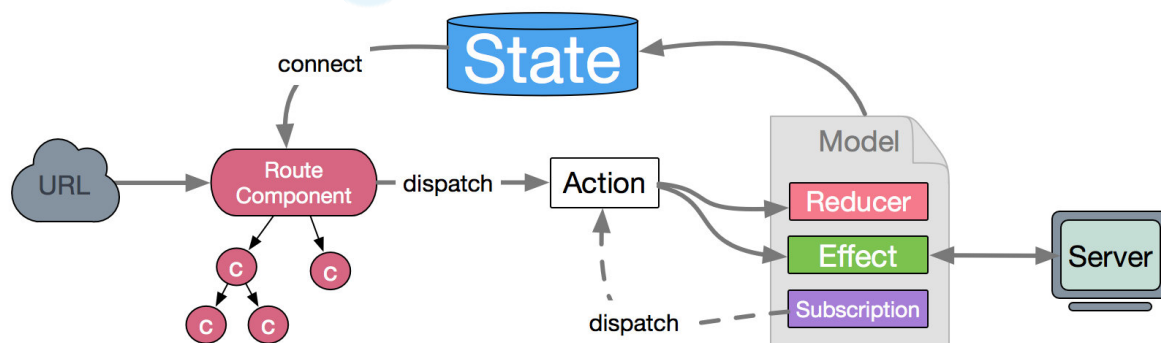 State
connect
Model
URL
Route
Component
dispatch
Action
Reducer
Effect
Server
Subscription
dispatch
C
C
C
C